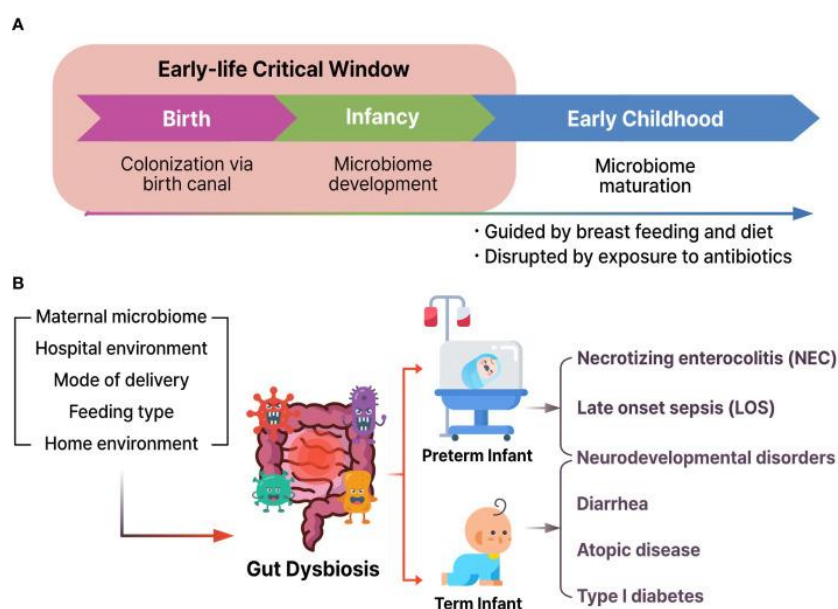 A
Early-life Critical Window
Birth
Infancy
Early Childhood
Colonization via
birth canal
Microbiome
development
Microbiome
maturation
· Guided by breast feeding and diet
· Disrupted by exposure to antibiotics
B
Maternal microbiome
Hospital environment
Mode of delivery
Feeding type
Home environment
Gut Dysbiosis
Preterm Infant
Term Infant
Necrotizing enterocolitis (NEC)
Late onset sepsis (LOS)
Neurodevelopmental disorders
Diarrhea
Atopic disease
Type I diabetes